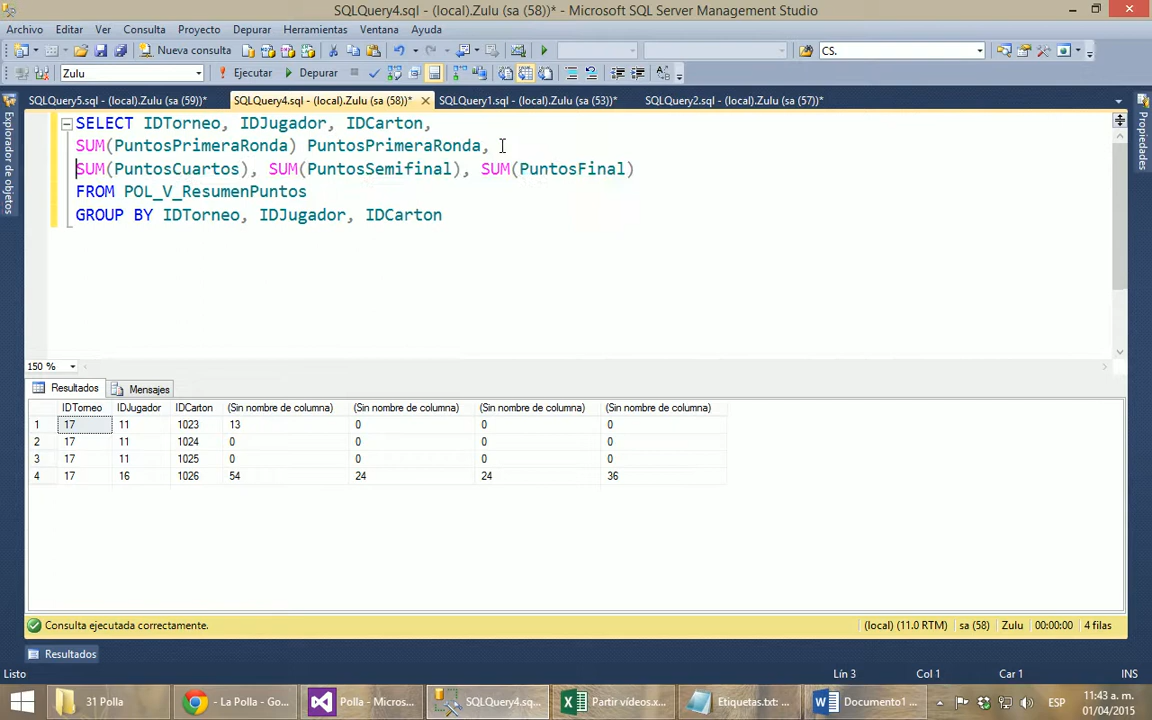 SQLQuery4.sql - (local).Zulu (sa (58))* - Microsoft SQL Server Management Studio
Archivo Editar Ver Consulta Proyecto Depurar Herramientas Ventana Ayuda
Nueva consulta CS.
Zulu Ejecutar Depurar
SQLQuery5.sql - (local).Zulu (sa (59))* SQLQuery4.sql - (local).Zulu (sa (58))* SQLQuery1.sql - (local).Zulu (sa (53))* SQLQuery2.sql - (local).Zulu (sa (57))*
Explorador de objetos
Propiedades
SELECT IDTorneo, IDJugador, IDCarton,
SUM(PuntosPrimeraRonda) PuntosPrimeraRonda,
SUM(PuntosCuartos), SUM(PuntosSemifinal), SUM(PuntosFinal)
FROM POL_V_ResumenPuntos
GROUP BY IDTorneo, IDJugador, IDCarton
150 %
Resultados Mensajes
IDTorneo IDJugador IDCarton (Sin nombre de columna) (Sin nombre de columna) (Sin nombre de columna) (Sin nombre de columna)
1 17 11 1023 13 0 0 0
2 17 11 1024 0 0 0 0
3 17 11 1025 0 0 0 0
4 17 16 1026 54 24 24 36
Consulta ejecutada correctamente. (local) (11.0 RTM) sa (58) Zulu 00:00:00 4 filas
Resultados
Listo Lín 3 Col 1 Car 1 INS
31 Polla - La Polla - Go... Polla - Micros... SQLQuery4.sq... Partir vídeos.x... Etiquetas.txt: ... Documento1 ... ESP 11:43 a. m.
01/04/2015